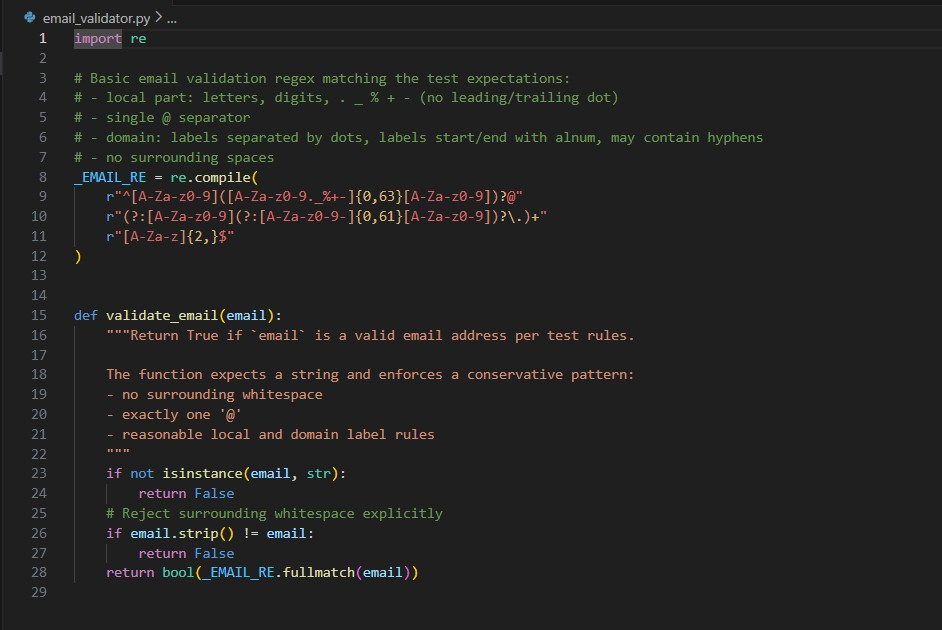 email_validator.py > ...
1 import re
2
3 # Basic email validation regex matching the test expectations:
4 # - local part: letters, digits, . _ % + - (no leading/trailing dot)
5 # - single @ separator
6 # - domain: labels separated by dots, labels start/end with alnum, may contain hyphens
7 # - no surrounding spaces
8 _EMAIL_RE = re.compile(
9     r"^[A-Za-z0-9]([A-Za-z0-9._%+-]{0,63}[A-Za-z0-9])?@"
10     r"(?:[A-Za-z0-9](?:[A-Za-z0-9-]{0,61}[A-Za-z0-9])?\.)+"
11     r"[A-Za-z]{2,}$"
12 )
13
14
15 def validate_email(email):
16     """Return True if `email` is a valid email address per test rules.
17
18     The function expects a string and enforces a conservative pattern:
19     - no surrounding whitespace
20     - exactly one '@'
21     - reasonable local and domain label rules
22     """
23     if not isinstance(email, str):
24         return False
25     # Reject surrounding whitespace explicitly
26     if email.strip() != email:
27         return False
28     return bool(_EMAIL_RE.fullmatch(email))
29